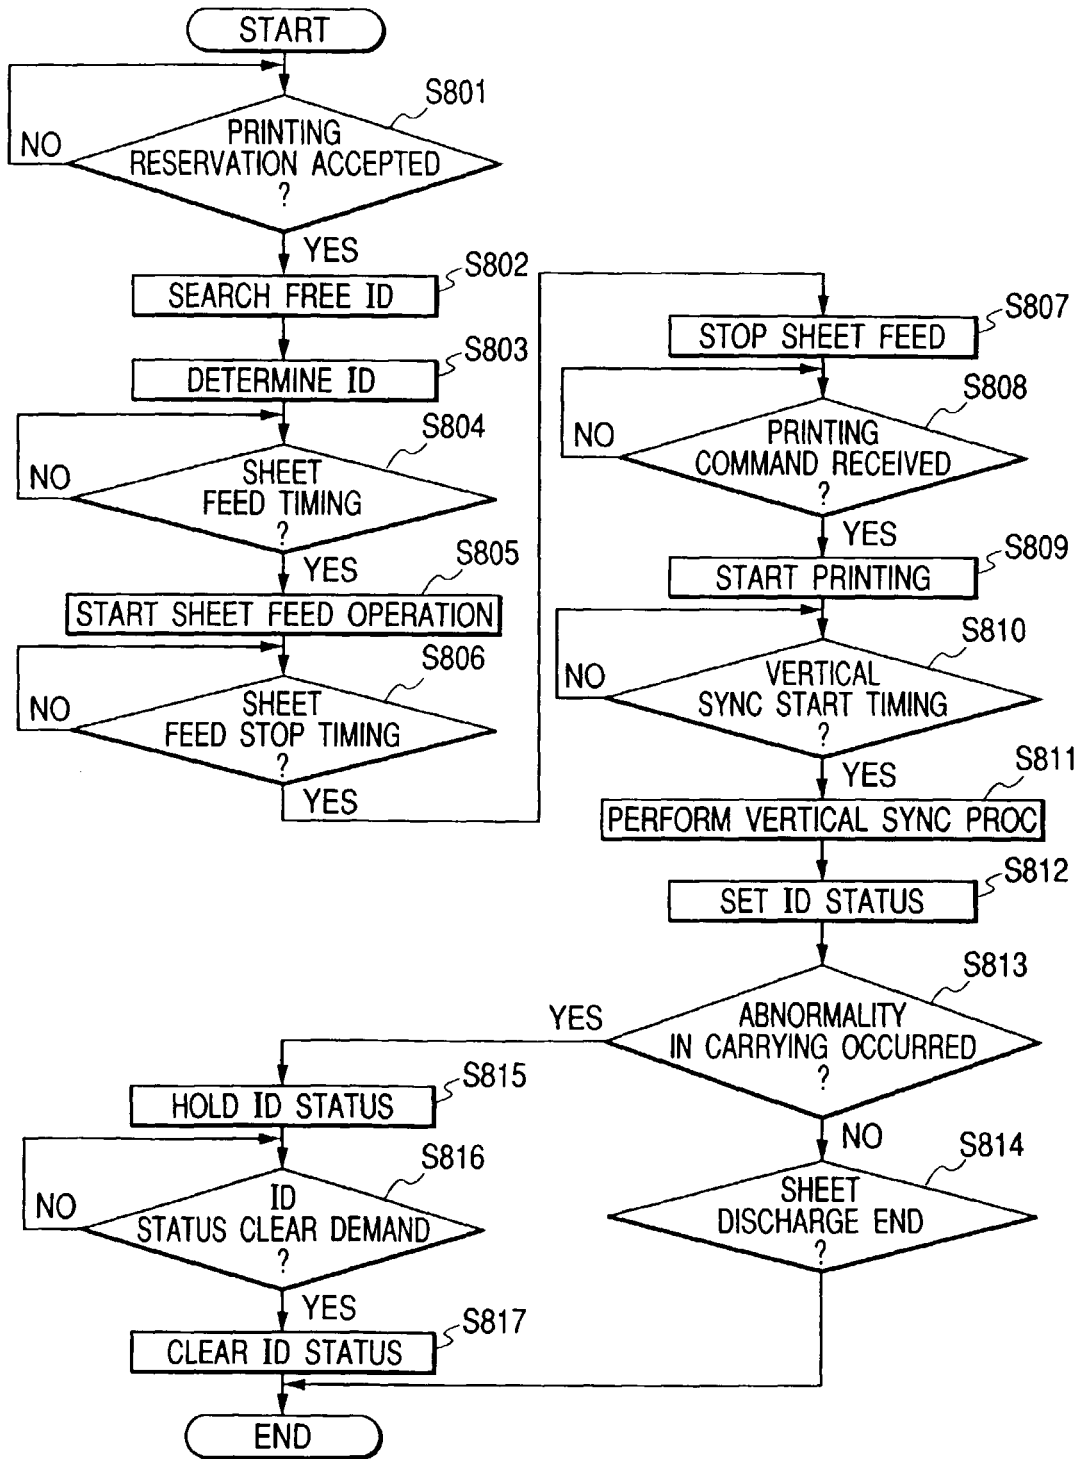 START
S801
PRINTING
RESERVATION ACCEPTED
?
NO
YES
S802
SEARCH FREE ID
S803
DETERMINE ID
S804
SHEET
FEED TIMING
?
NO
YES
S805
START SHEET FEED OPERATION
S806
SHEET
FEED STOP TIMING
?
NO
YES
S807
STOP SHEET FEED
S808
PRINTING
COMMAND RECEIVED
?
NO
YES
S809
START PRINTING
S810
VERTICAL
SYNC START TIMING
?
NO
YES
S811
PERFORM VERTICAL SYNC PROC
S812
SET ID STATUS
S813
ABNORMALITY
IN CARRYING OCCURRED
?
YES
NO
S814
SHEET
DISCHARGE END
?
S815
HOLD ID STATUS
S816
ID
STATUS CLEAR DEMAND
?
NO
YES
S817
CLEAR ID STATUS
END